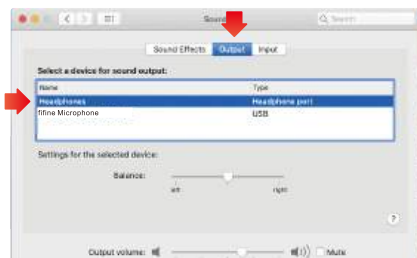 Sound
Search
Sound Effects Output Input
Select a device for sound output:
Name Type
Headphones Headphone port
fifine Microphone USB
Settings for the selected device:
Balance:
left right
?
Output volume: Mute